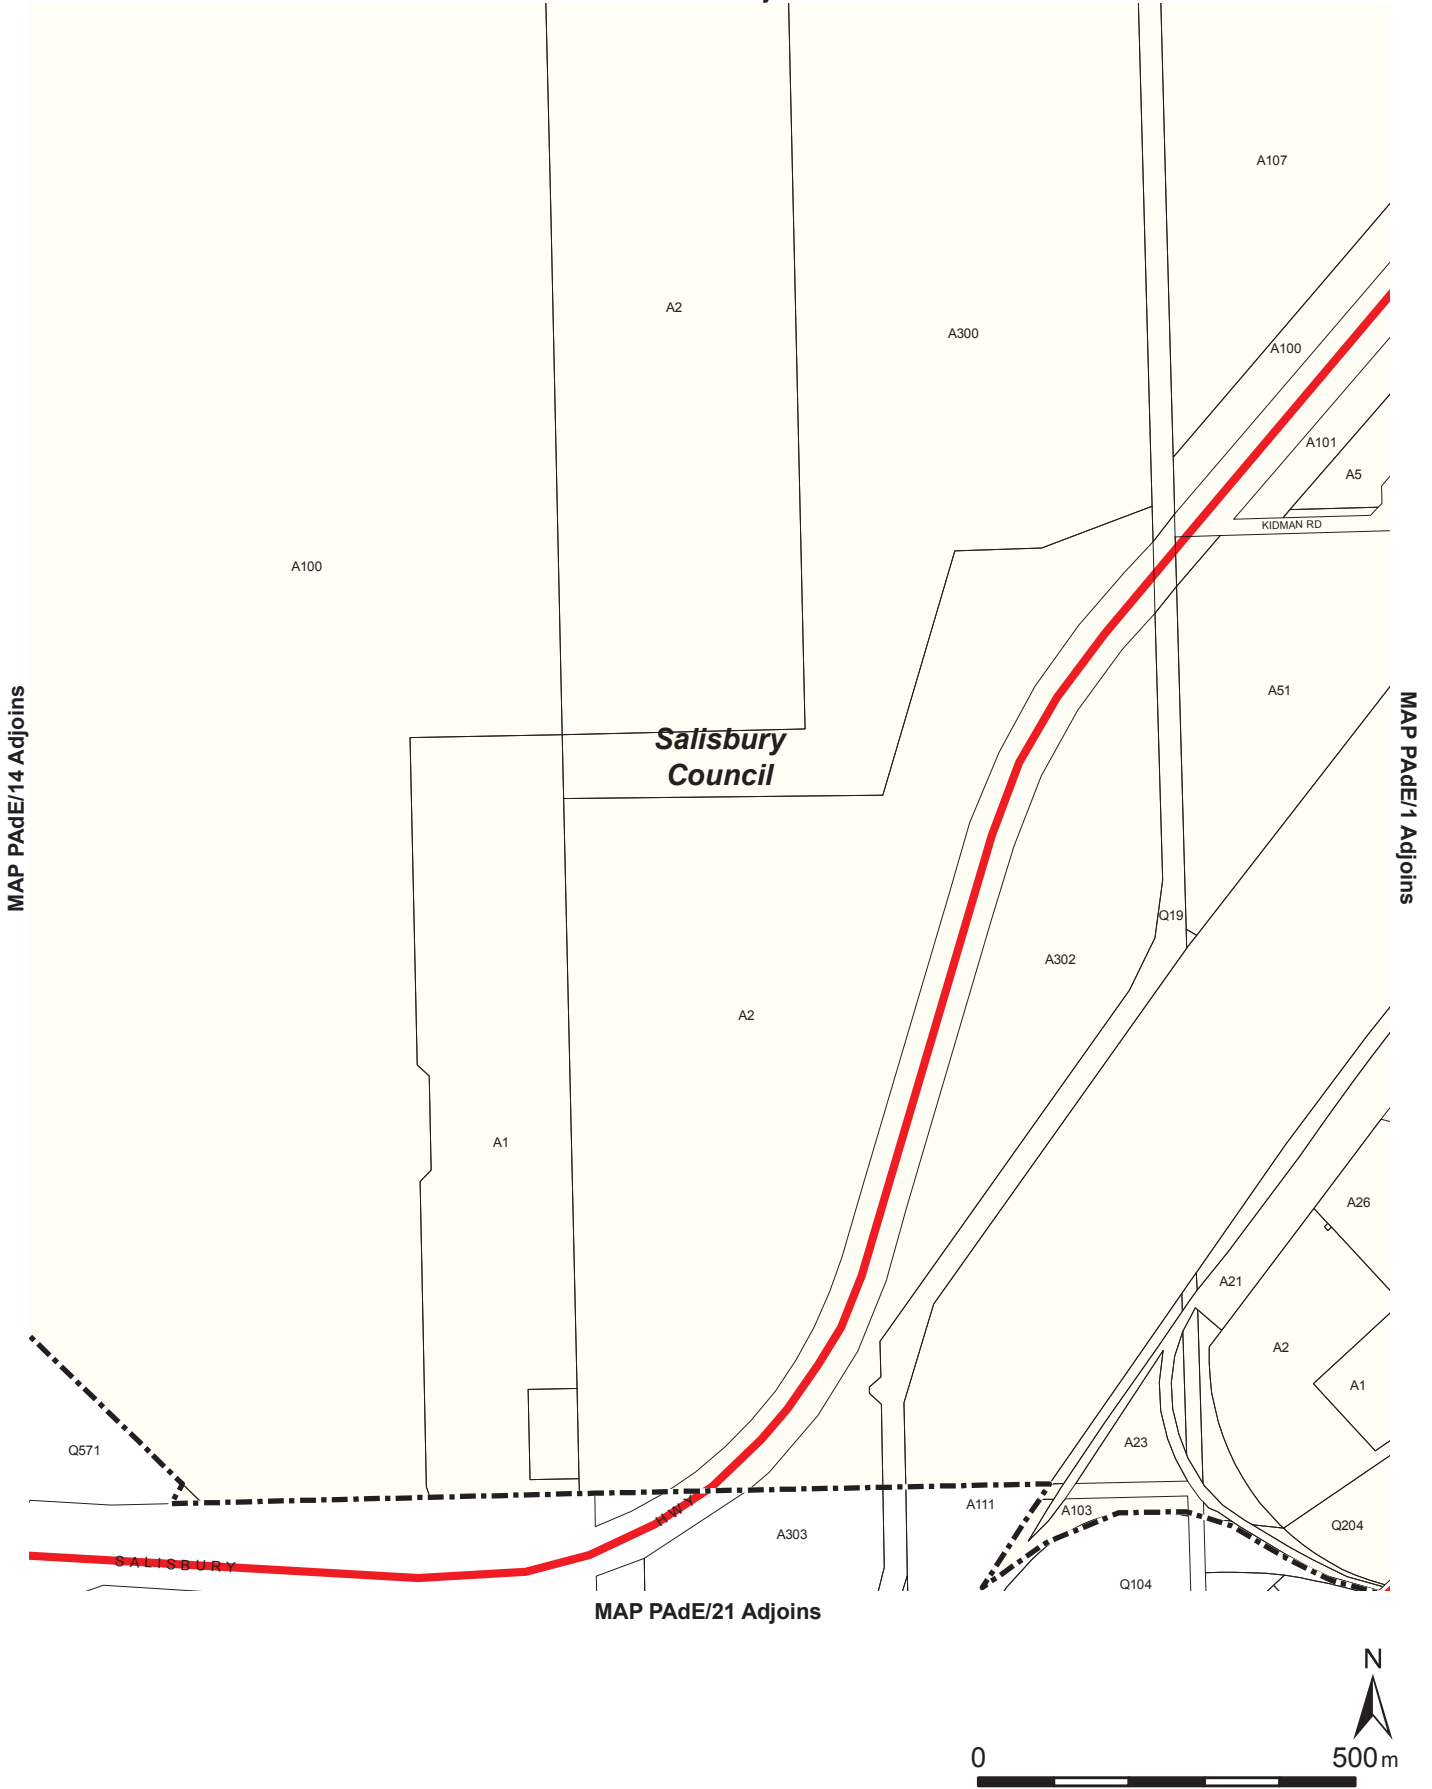 A107
A2
A300
A100
A101
A5
KIDMAN RD
A100
A51
MAP PAdE/14 Adjoins
Salisbury
Council
MAP PAdE/1 Adjoins
Q19
A302
A2
A1
A26
A21
A2
A1
A23
Q571
HWY
A111
A103
A303
Q204
SALISBURY
Q104
MAP PAdE/21 Adjoins
N
0
500 m